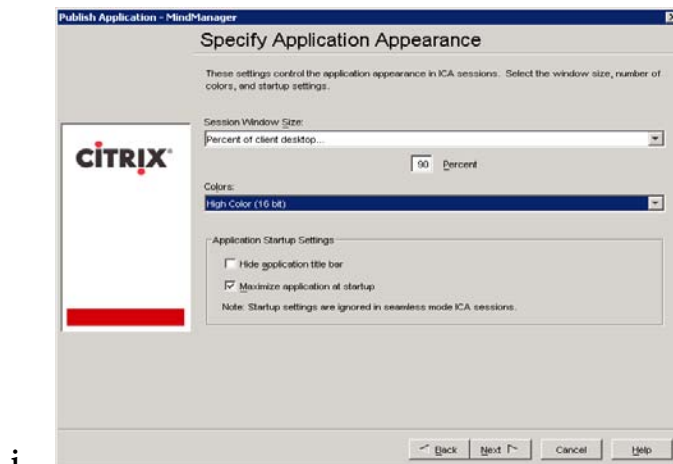 Publish Application - MindManager
Specify Application Appearance
These settings control the application appearance in ICA sessions. Select the window size, number of
colors, and startup settings.
Session Window Size:
Percent of client desktop...
90 Percent
CITRIX
Colors:
High Color (16 bit)
Application Startup Settings
Hide application title bar
Maximize application at startup
Note: Startup settings are ignored in seamless mode ICA sessions.
Back Next Cancel Help
i